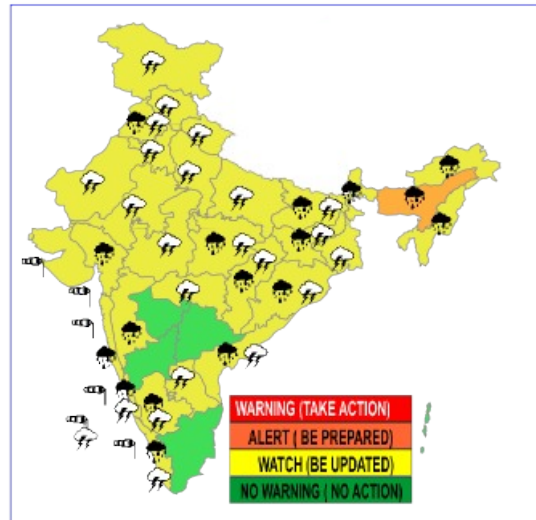 WARNING (TAKE ACTION)
ALERT ( BE PREPARED)
WATCH (BE UPDATED)
NO WARNING ( NO ACTION)